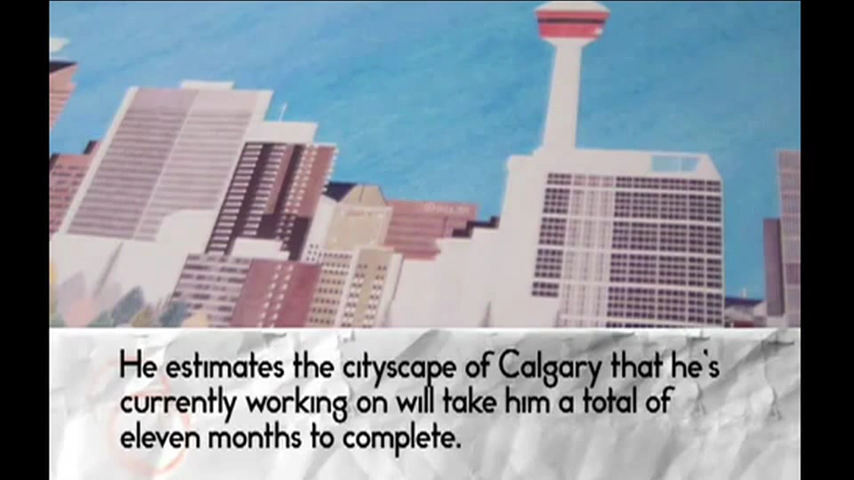 He estimates the cityscape of Calgary that he's
currently working on will take him a total of
eleven months to complete.